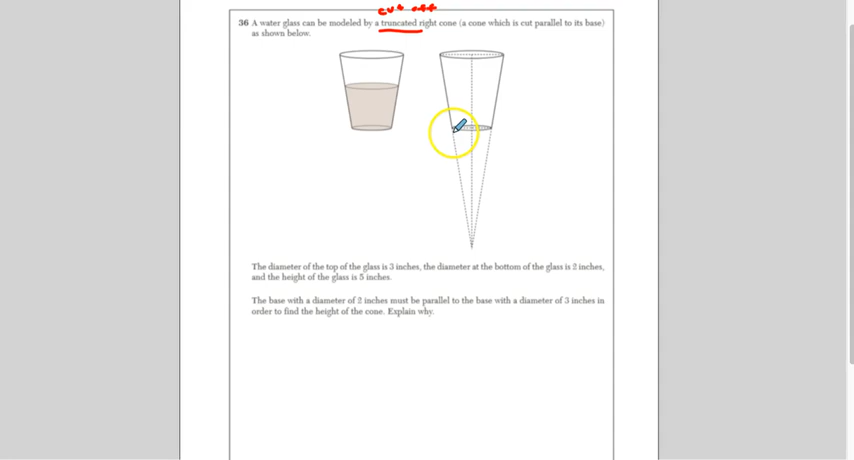 cut off
36 A water glass can be modeled by a truncated right cone (a cone which is cut parallel to its base)
as shown below.
The diameter of the top of the glass is 3 inches, the diameter at the bottom of the glass is 2 inches,
and the height of the glass is 5 inches.
The base with a diameter of 2 inches must be parallel to the base with a diameter of 3 inches in
order to find the height of the cone. Explain why.